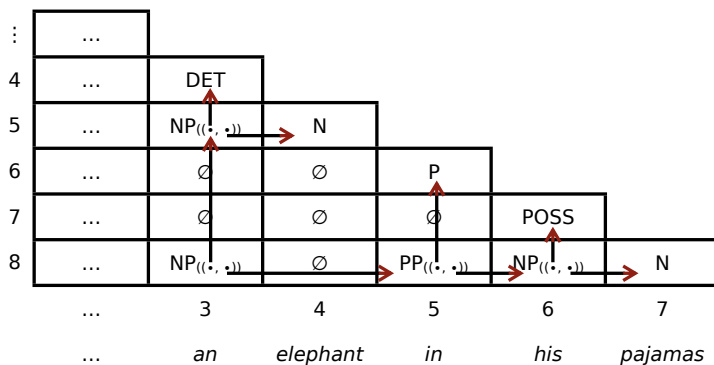 ⋮ ...
4 ... DET
5 ... NP((•, •)) N
6 ... ∅ ∅ P
7 ... ∅ ∅ ∅ POSS
8 ... NP((•, •)) ∅ PP((•, •)) NP((•, •)) N
... 3 4 5 6 7
... an elephant in his pajamas